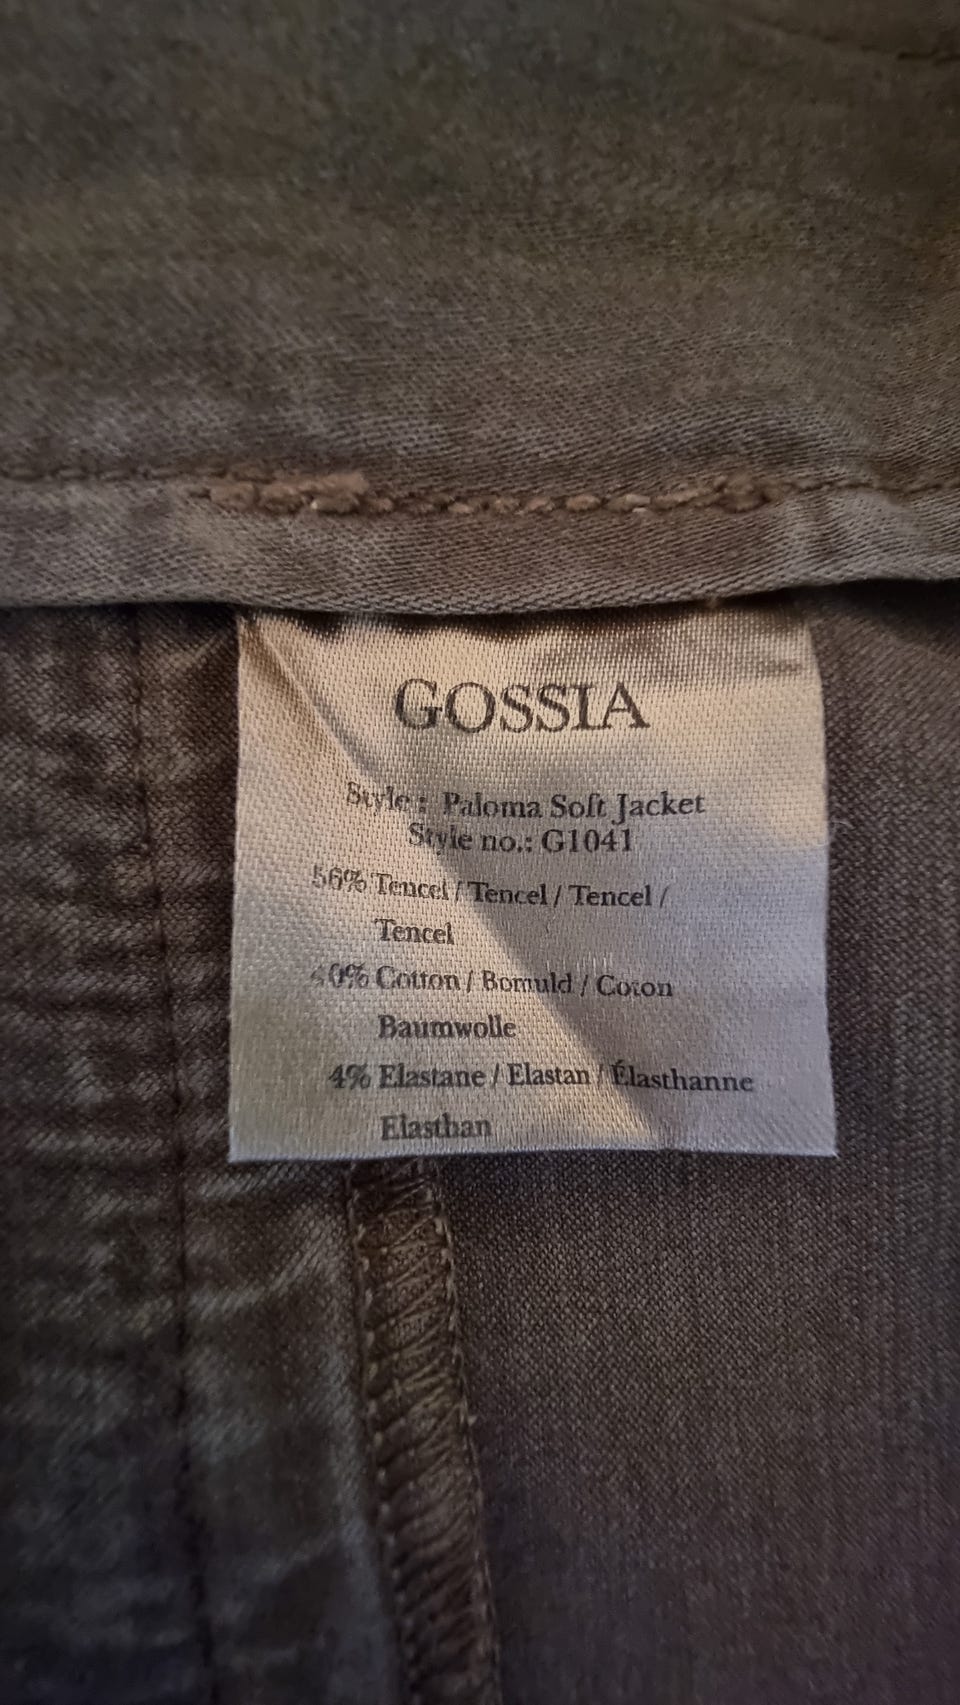 GOSSIA
Style : Paloma Soft Jacket
Style no.: G1041
56% Tencel / Tencel / Tencel /
Tencel
40% Cotton / Bomuld / Coton
Baumwolle
4% Elastane / Elastan / Élasthanne
Elasthan